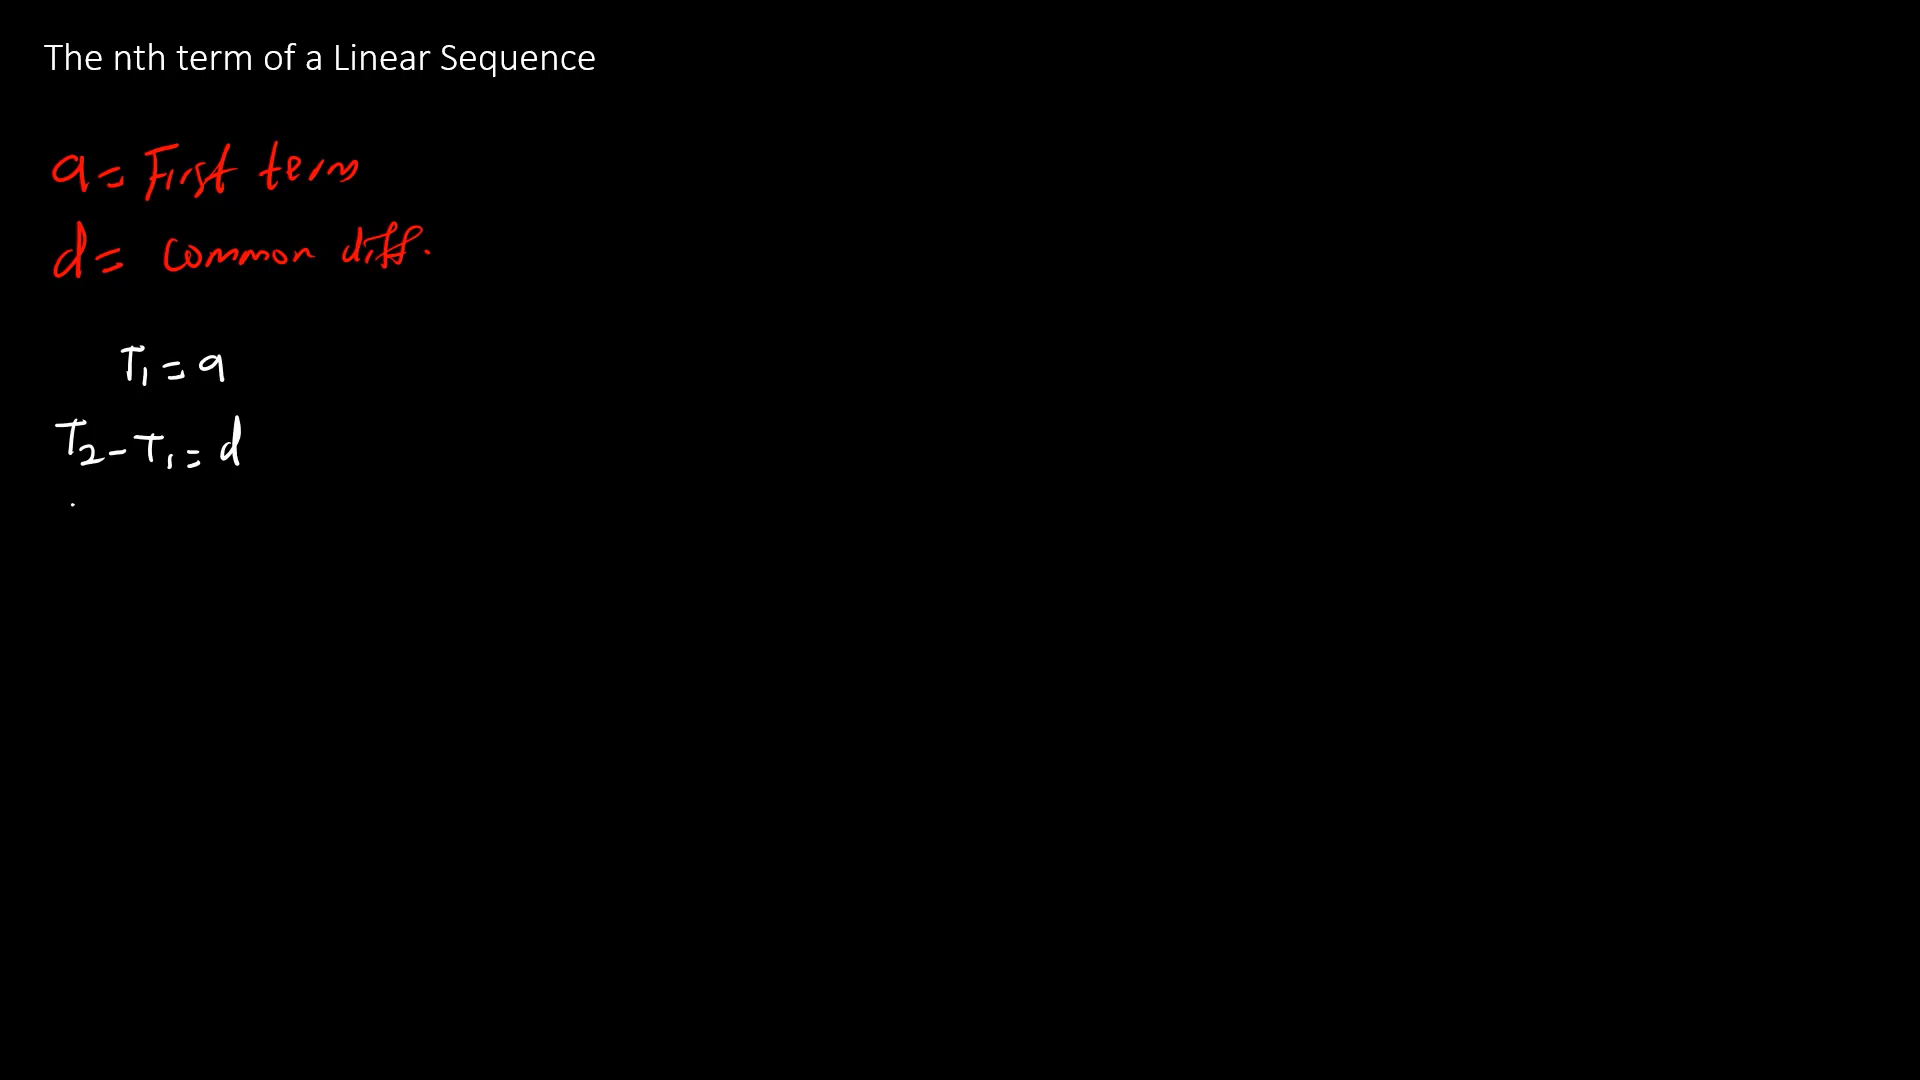 The nth term of a Linear Sequence
a = First term
d = common diff.
T₁ = a
T₂ - T₁ = d